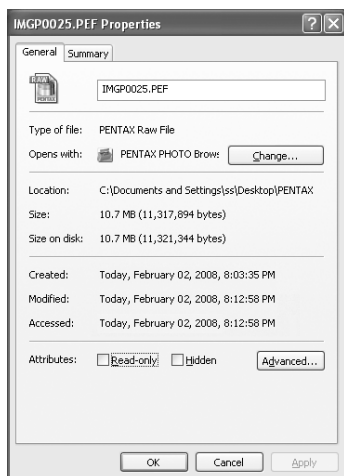 IMGP0025.PEF Properties
General Summary
RAW
PENTAX
IMGP0025.PEF
Type of file: PENTAX Raw File
Opens with: PENTAX PHOTO Brows Change...
Location: C:\Documents and Settings\ss\Desktop\PENTAX
Size: 10.7 MB (11,317,894 bytes)
Size on disk: 10.7 MB (11,321,344 bytes)
Created: Today, February 02, 2008, 8:03:35 PM
Modified: Today, February 02, 2008, 8:12:58 PM
Accessed: Today, February 02, 2008, 8:12:58 PM
Attributes: Read-only Hidden Advanced...
OK Cancel Apply